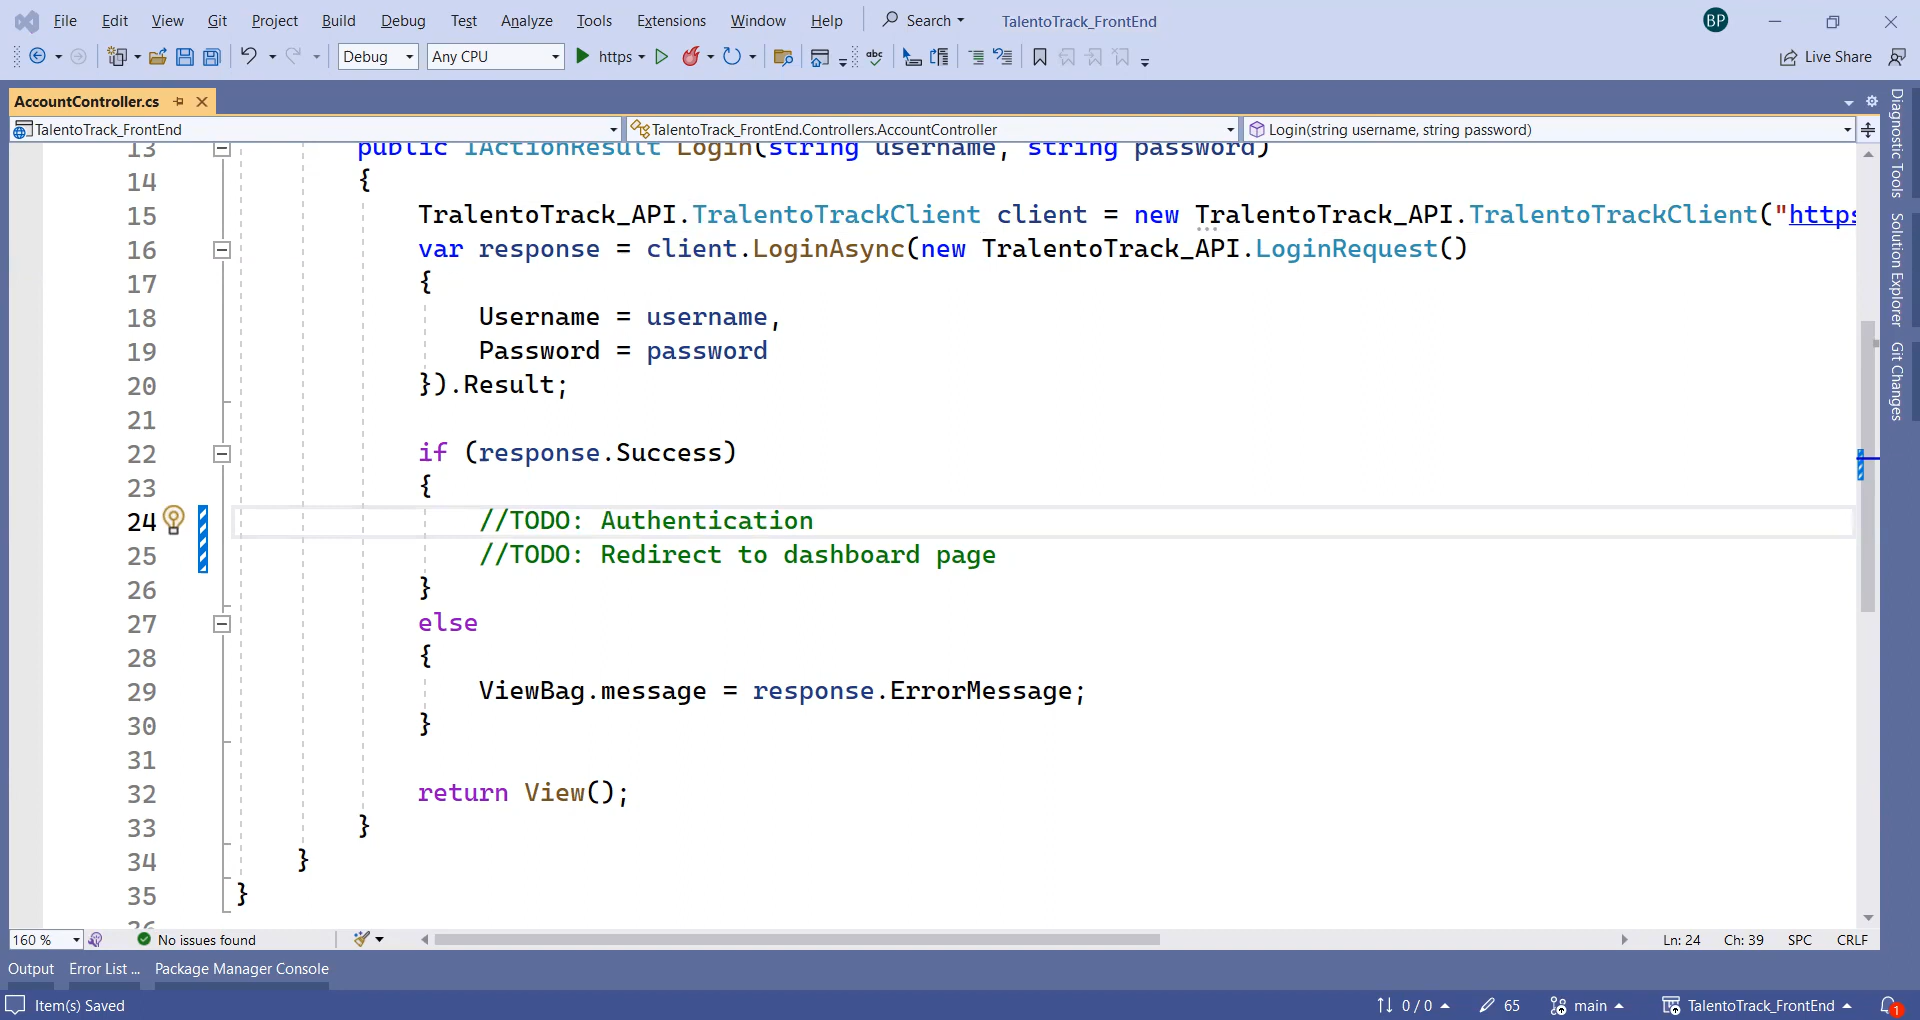 File Edit View Git Project Build Debug Test Analyze Tools Extensions Window Help Search TalentoTrack_FrontEnd BP
Debug Any CPU https abc Live Share
AccountController.cs
TalentoTrack_FrontEnd TalentoTrack_FrontEnd.Controllers.AccountController Login(string username, string password)
13 public IActionResult Login(string username, string password)
14 {
15 TralentoTrack_API.TralentoTrackClient client = new TralentoTrack_API.TralentoTrackClient("https
16 var response = client.LoginAsync(new TralentoTrack_API.LoginRequest()
17 {
18 Username = username,
19 Password = password
20 }).Result;
21
22 if (response.Success)
23 {
24 //TODO: Authentication
25 //TODO: Redirect to dashboard page
26 }
27 else
28 {
29 ViewBag.message = response.ErrorMessage;
30 }
31
32 return View();
33 }
34 }
35 }
Diagnostic Tools
Solution Explorer
Git Changes
160 % No issues found Ln: 24 Ch: 39 SPC CRLF
Output Error List ... Package Manager Console
Item(s) Saved 0 / 0 65 main TalentoTrack_FrontEnd 1